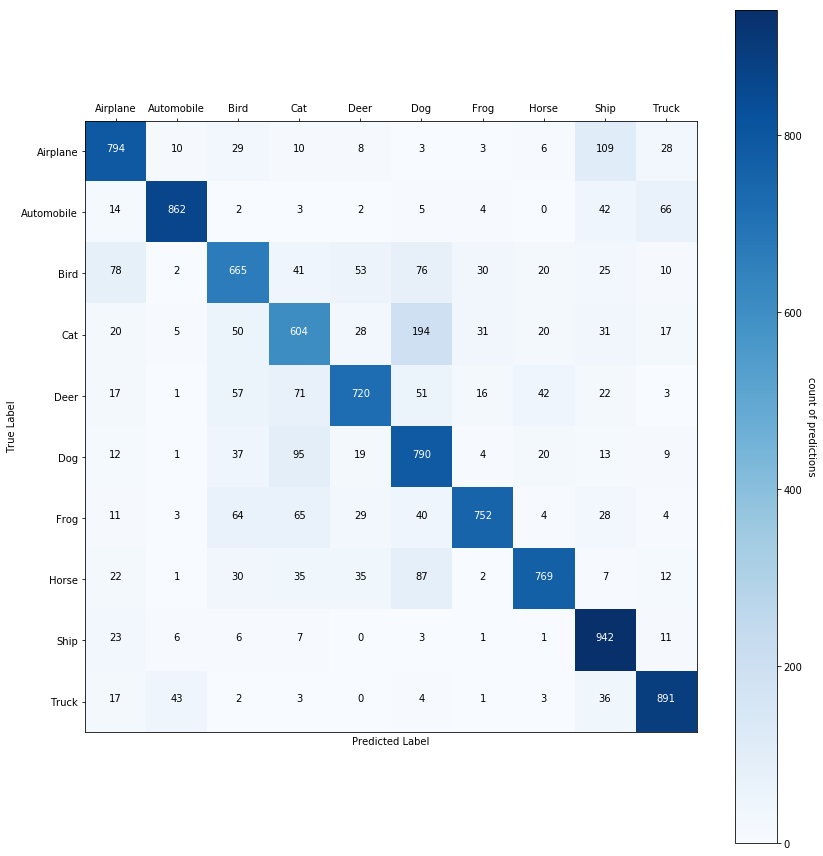 Airplane Automobile Bird Cat Deer Dog Frog Horse Ship Truck
Airplane 794 10 29 10 8 3 3 6 109 28
Automobile 14 862 2 3 2 5 4 0 42 66
Bird 78 2 665 41 53 76 30 20 25 10
Cat 20 5 50 604 28 194 31 20 31 17
Deer 17 1 57 71 720 51 16 42 22 3
Dog 12 1 37 95 19 790 4 20 13 9
Frog 11 3 64 65 29 40 752 4 28 4
Horse 22 1 30 35 35 87 2 769 7 12
Ship 23 6 6 7 0 3 1 1 942 11
Truck 17 43 2 3 0 4 1 3 36 891
True Label
Predicted Label
800
600
400
200
0
count of predictions